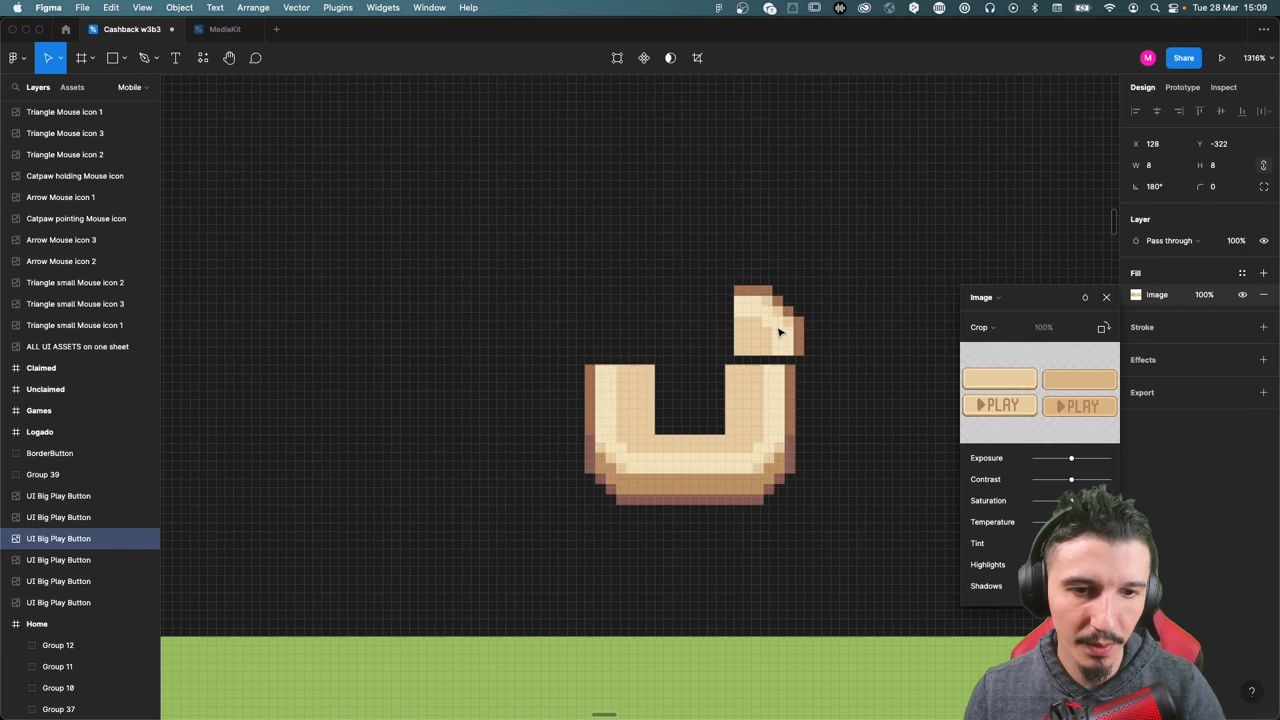 Figma File Edit View Object Text Arrange Vector Plugins Widgets Window Help Tue 28 Mar 15:09
Cashback w3b3 MediaKit
M Share 1316%
Layers Assets Mobile Design Prototype Inspect
Triangle Mouse icon 1
Triangle Mouse icon 3
Triangle Mouse icon 2
Catpaw holding Mouse icon
Arrow Mouse icon 1
Catpaw pointing Mouse icon
Arrow Mouse icon 3
Arrow Mouse icon 2
Triangle small Mouse icon 2
Triangle small Mouse icon 3
Triangle small Mouse icon 1
ALL UI ASSETS on one sheet
Claimed
Unclaimed
Games
Logado
BorderButton
Group 39
UI Big Play Button
UI Big Play Button
UI Big Play Button
UI Big Play Button
UI Big Play Button
UI Big Play Button
Home
Group 12
Group 11
Group 10
Group 37
X 128 Y -322
W 8 H 8
180° 0
Layer
Pass through 100%
Fill
Image 100%
Stroke
Effects
Export
Image
Crop 100%
PLAY PLAY
Exposure
Contrast
Saturation
Temperature
Tint
Highlights
Shadows
?